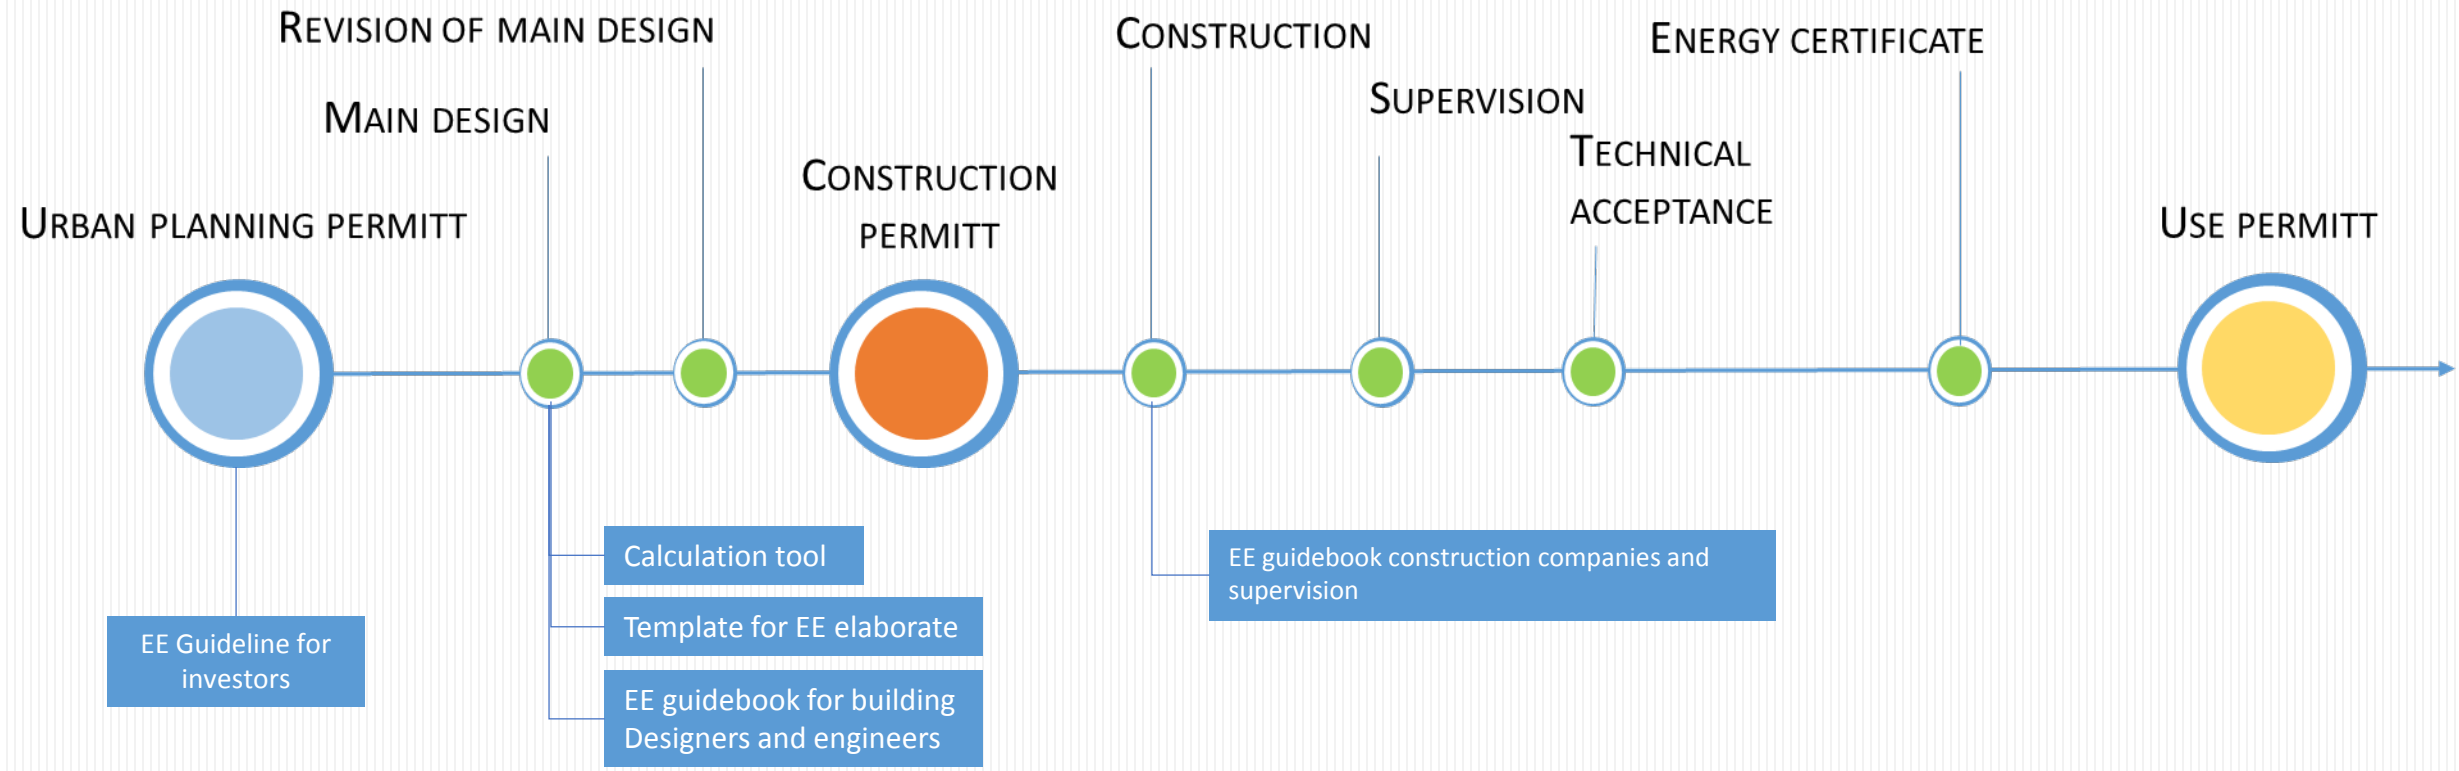 REVISION OF MAIN DESIGN
MAIN DESIGN
URBAN PLANNING PERMITT
CONSTRUCTION
PERMITT
CONSTRUCTION
SUPERVISION
TECHNICAL
ACCEPTANCE
ENERGY CERTIFICATE
USE PERMITT
EE Guideline for
investors
Calculation tool
Template for EE elaborate
EE guidebook for building
Designers and engineers
EE guidebook construction companies and
supervision